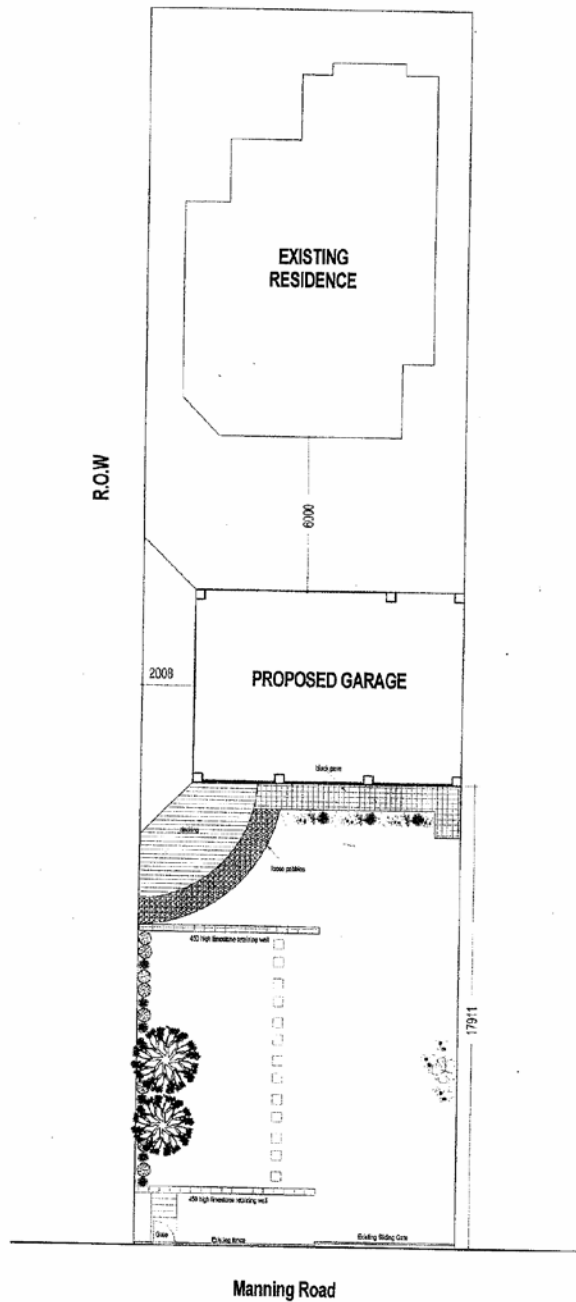 EXISTING
RESIDENCE
R.O.W
6000
2008
PROPOSED GARAGE
block pave
decking
loose pebbles
450 high limestone retaining wall
17911
450 high limestone retaining wall
Gate
Existing fence
Existing Sliding Gate
Manning Road